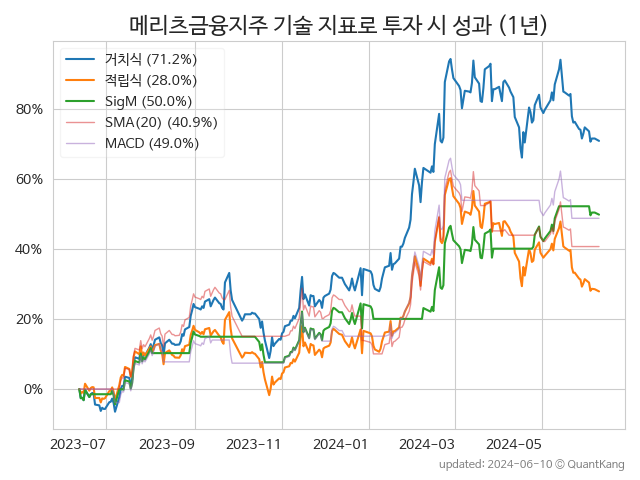 메리츠금융지주 기술 지표로 투자 시 성과 (1년)
거치식 (71.2%)
적립식 (28.0%)
SigM (50.0%)
SMA(20) (40.9%)
MACD (49.0%)
80%
60%
40%
20%
0%
2023-07 2023-09 2023-11 2024-01 2024-03 2024-05
updated: 2024-06-10 © QuantKang